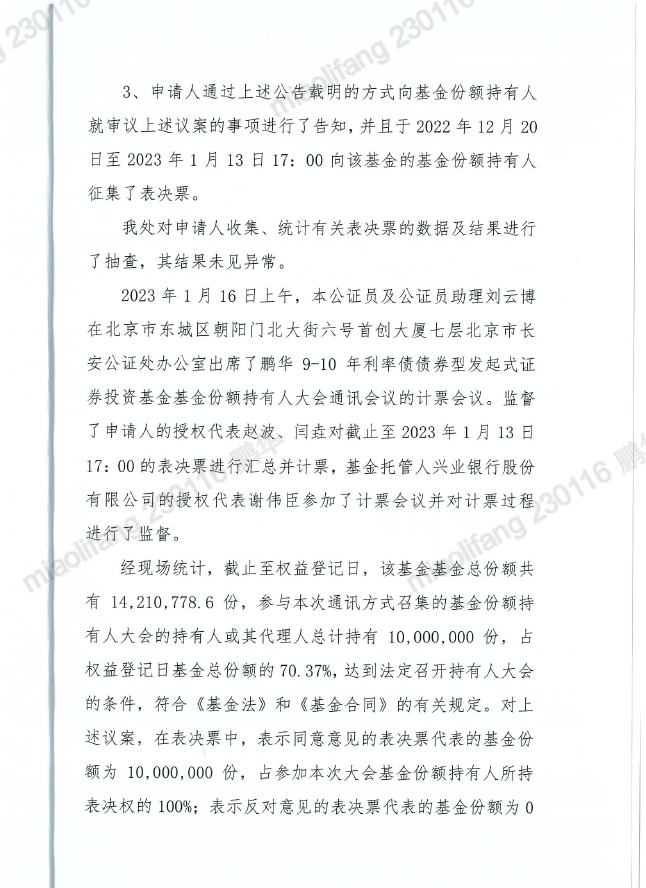 3、申请人通过上述公告载明的方式向基金份额持有人
就审议上述议案的事项进行了告知，并且于 2022 年 12 月 20
日至 2023 年 1 月 13 日 17：00 向该基金的基金份额持有人
征集了表决票。
我处对申请人收集、统计有关表决票的数据及结果进行
了抽查，其结果未见异常。
2023 年 1 月 16 日上午，本公证员及公证员助理刘云博
在北京市东城区朝阳门北大街六号首创大厦七层北京市长
安公证处办公室出席了鹏华 9-10 年利率债债券型发起式证
券投资基金基金份额持有人大会通讯会议的计票会议。监督
了申请人的授权代表赵波、闫垚对截止至 2023 年 1 月 13 日
17：00 的表决票进行汇总并计票，基金托管人兴业银行股份
有限公司的授权代表谢伟臣参加了计票会议并对计票过程
进行了监督。
经现场统计，截止至权益登记日，该基金基金总份额共
有 14,210,778.6 份，参与本次通讯方式召集的基金份额持
有人大会的持有人或其代理人总计持有 10,000,000 份，占
权益登记日基金总份额的 70.37%，达到法定召开持有人大会
的条件，符合《基金法》和《基金合同》的有关规定。对上
述议案，在表决票中，表示同意意见的表决票代表的基金份
额为 10,000,000 份，占参加本次大会基金份额持有人所持
表决权的 100%；表示反对意见的表决票代表的基金份额为 0
miaolifang 230116
miaolifang 230116 鹏华
miaolifang 230116 鹏